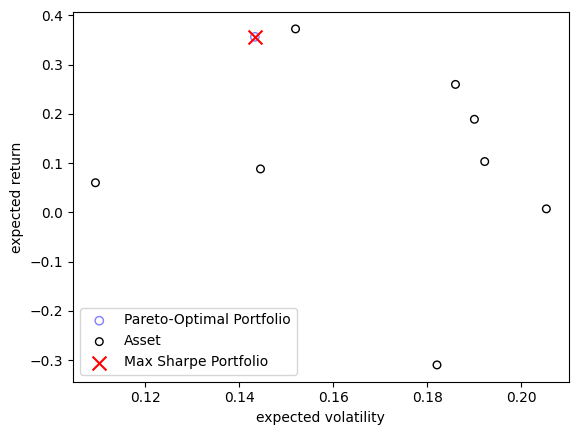 0.4
0.3
0.2
0.1
0.0
−0.1
−0.2
−0.3
expected return
Pareto-Optimal Portfolio
Asset
Max Sharpe Portfolio
0.12
0.14
0.16
0.18
0.20
expected volatility